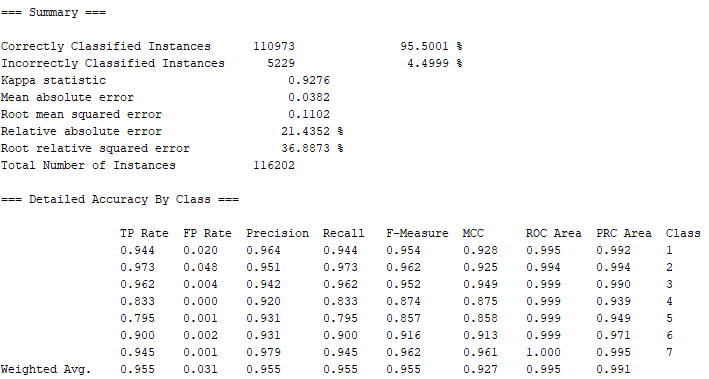 === Summary ===
Correctly Classified Instances 110973 95.5001 %
Incorrectly Classified Instances 5229 4.4999 %
Kappa statistic 0.9276
Mean absolute error 0.0382
Root mean squared error 0.1102
Relative absolute error 21.4352 %
Root relative squared error 36.8873 %
Total Number of Instances 116202
=== Detailed Accuracy By Class ===
TP Rate FP Rate Precision Recall F-Measure MCC ROC Area PRC Area Class
0.944 0.020 0.964 0.944 0.954 0.928 0.995 0.992 1
0.973 0.048 0.951 0.973 0.962 0.925 0.994 0.994 2
0.962 0.004 0.942 0.962 0.952 0.949 0.999 0.990 3
0.833 0.000 0.920 0.833 0.874 0.875 0.999 0.939 4
0.795 0.001 0.931 0.795 0.857 0.858 0.999 0.949 5
0.900 0.002 0.931 0.900 0.916 0.913 0.999 0.971 6
0.945 0.001 0.979 0.945 0.962 0.961 1.000 0.995 7
Weighted Avg. 0.955 0.031 0.955 0.955 0.955 0.927 0.995 0.991